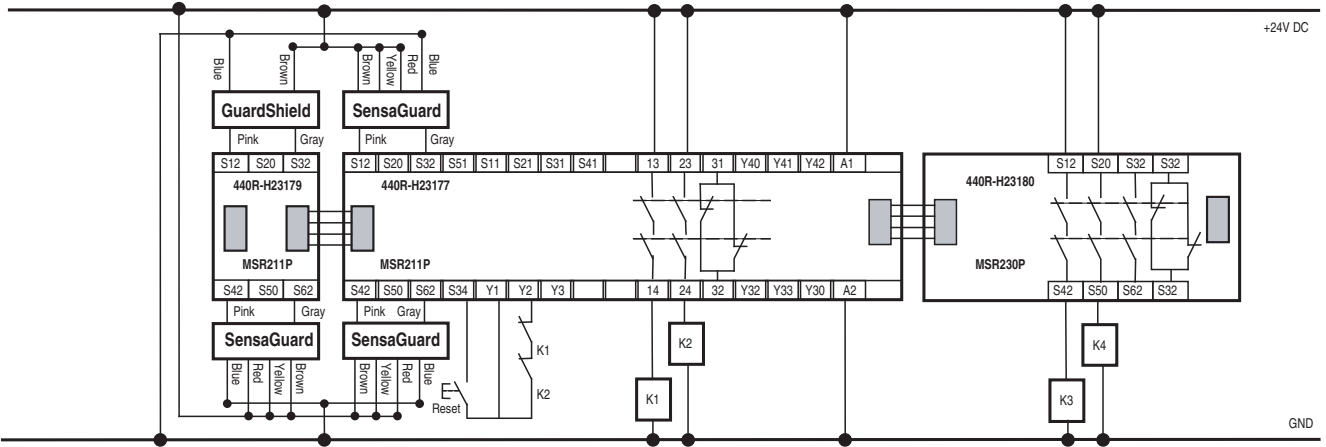 +24V DC
Blue
Brown
Brown
Yellow
Red
Blue
GuardShield
SensaGuard
Pink Gray
Pink Gray
S12 S20 S32
S12 S20 S32 S51 S11 S21 S31 S41 13 23 31 Y40 Y41 Y42 A1
S12 S20 S32 S32
440R-H23179
440R-H23177
440R-H23180
MSR211P
MSR211P
MSR230P
S42 S50 S62
S42 S50 S62 S34 Y1 Y2 Y3 14 24 32 Y32 Y33 Y30 A2
S42 S50 S62 S32
Pink Gray
Pink Gray
SensaGuard
SensaGuard
Blue
Red
Yellow
Brown
Brown
Yellow
Red
Blue
Reset
K1
K2
K1
K2
K3
K4
GND